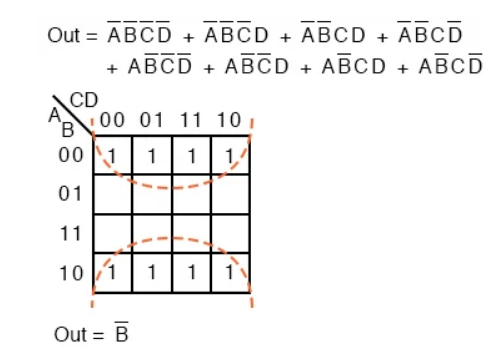 Out = A̅B̅C̅D̅ + A̅B̅C̅D + A̅B̅CD + A̅B̅CD̅
+ AB̅C̅D̅ + AB̅C̅D + AB̅CD + AB̅CD̅
CD
A
B
00 01 11 10
00 1 1 1 1
01
11
10 1 1 1 1
Out = B̅